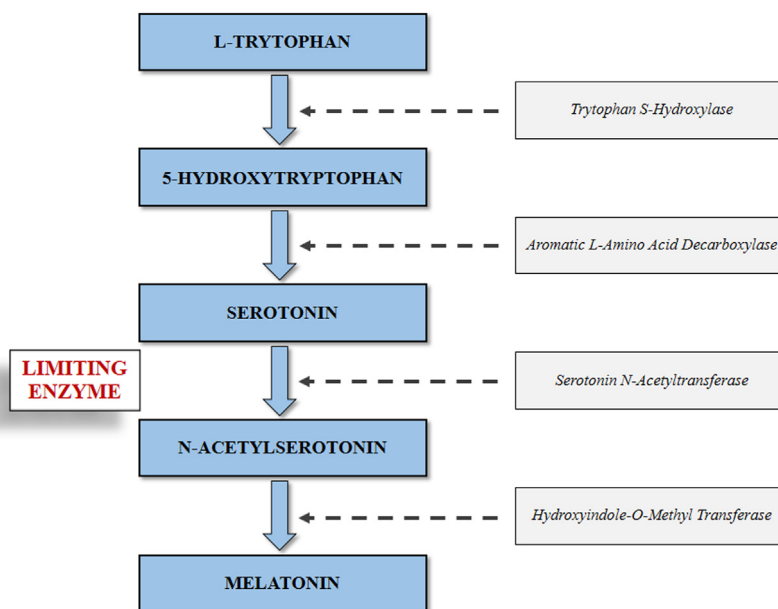 L-TRYTOPHAN
Trytophan S-Hydroxylase
5-HYDROXYTRYPTOPHAN
Aromatic L-Amino Acid Decarboxylase
SEROTONIN
LIMITING
ENZYME
Serotonin N-Acetyltransferase
N-ACETYLSEROTONIN
Hydroxyindole-O-Methyl Transferase
MELATONIN